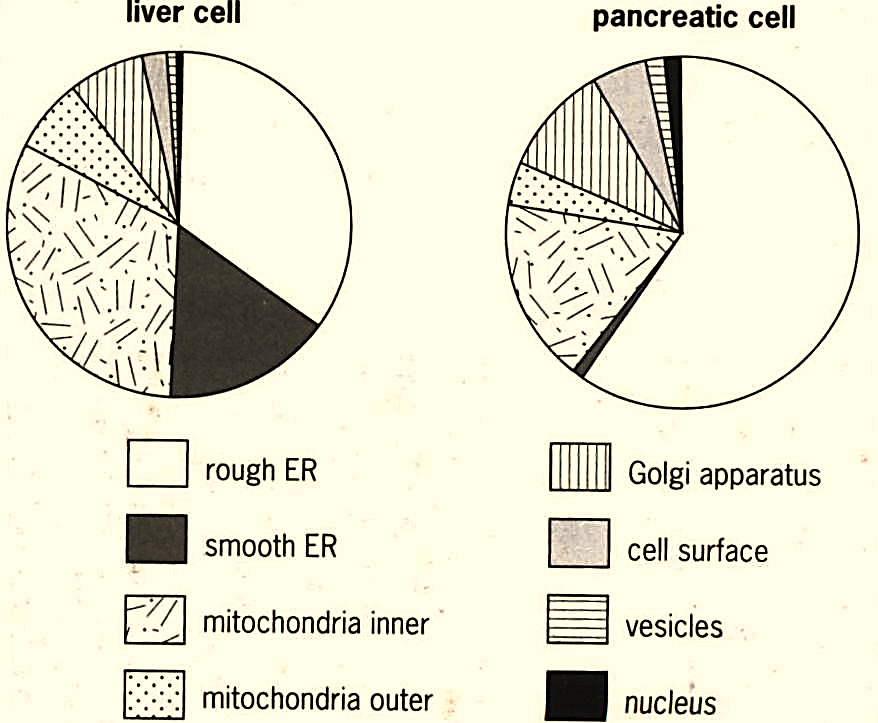 liver cell
pancreatic cell
rough ER
smooth ER
mitochondria inner
mitochondria outer
Golgi apparatus
cell surface
vesicles
nucleus